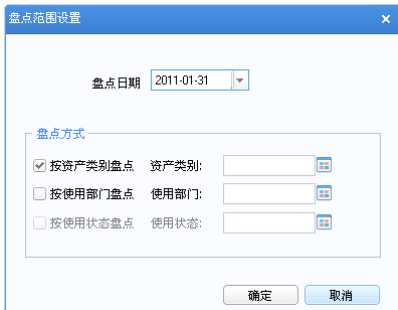 盘点范围设置
盘点日期 2011-01-31
盘点方式
按资产类别盘点 资产类别:
按使用部门盘点 使用部门:
按使用状态盘点 使用状态:
确定 取消